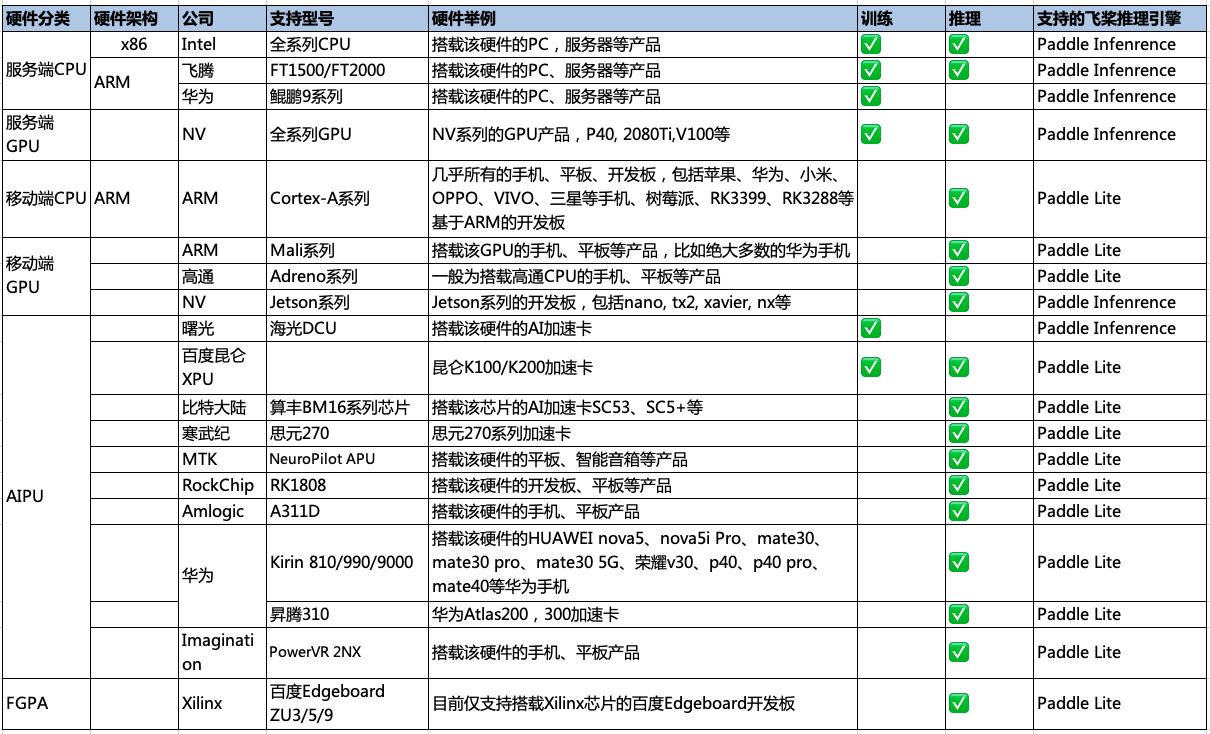 硬件分类 硬件架构 公司 支持型号 硬件举例 训练 推理 支持的飞桨推理引擎
服务端CPU x86 Intel 全系列CPU 搭载该硬件的PC，服务器等产品 ✅ ✅ Paddle Infenrence
ARM 飞腾 FT1500/FT2000 搭载该硬件的PC、服务器等产品 ✅ ✅ Paddle Infenrence
华为 鲲鹏9系列 搭载该硬件的PC、服务器等产品 ✅ Paddle Infenrence
服务端
GPU
NV 全系列GPU NV系列的GPU产品，P40, 2080Ti,V100等 ✅ ✅ Paddle Infenrence
移动端CPU ARM ARM Cortex-A系列
几乎所有的手机、平板、开发板，包括苹果、华为、小米、
OPPO、VIVO、三星等手机、树莓派、RK3399、RK3288等
基于ARM的开发板
✅ Paddle Lite
移动端
GPU
ARM Mali系列 搭载该GPU的手机、平板等产品，比如绝大多数的华为手机 ✅ Paddle Lite
高通 Adreno系列 一般为搭载高通CPU的手机、平板等产品 ✅ Paddle Lite
NV Jetson系列 Jetson系列的开发板，包括nano, tx2, xavier, nx等 ✅ Paddle Infenrence
AIPU
曙光 海光DCU 搭载该硬件的AI加速卡 ✅ Paddle Infenrence
百度昆仑
XPU
昆仑K100/K200加速卡 ✅ ✅ Paddle Lite
比特大陆 算丰BM16系列芯片 搭载该芯片的AI加速卡SC53、SC5+等 ✅ Paddle Lite
寒武纪 思元270 思元270系列加速卡 ✅ Paddle Lite
MTK NeuroPilot APU 搭载该硬件的平板、智能音箱等产品 ✅ Paddle Lite
RockChip RK1808 搭载该硬件的开发板、平板等产品 ✅ Paddle Lite
Amlogic A311D 搭载该硬件的手机、平板产品 ✅ Paddle Lite
华为 Kirin 810/990/9000
搭载该硬件的HUAWEI nova5、nova5i Pro、mate30、
mate30 pro、mate30 5G、荣耀v30、p40、p40 pro、
mate40等华为手机
✅ Paddle Lite
昇腾310 华为Atlas200，300加速卡 ✅ Paddle Lite
Imaginati
on
PowerVR 2NX 搭载该硬件的手机、平板产品 ✅ Paddle Lite
FGPA Xilinx
百度Edgeboard
ZU3/5/9
目前仅支持搭载Xilinx芯片的百度Edgeboard开发板 ✅ Paddle Lite